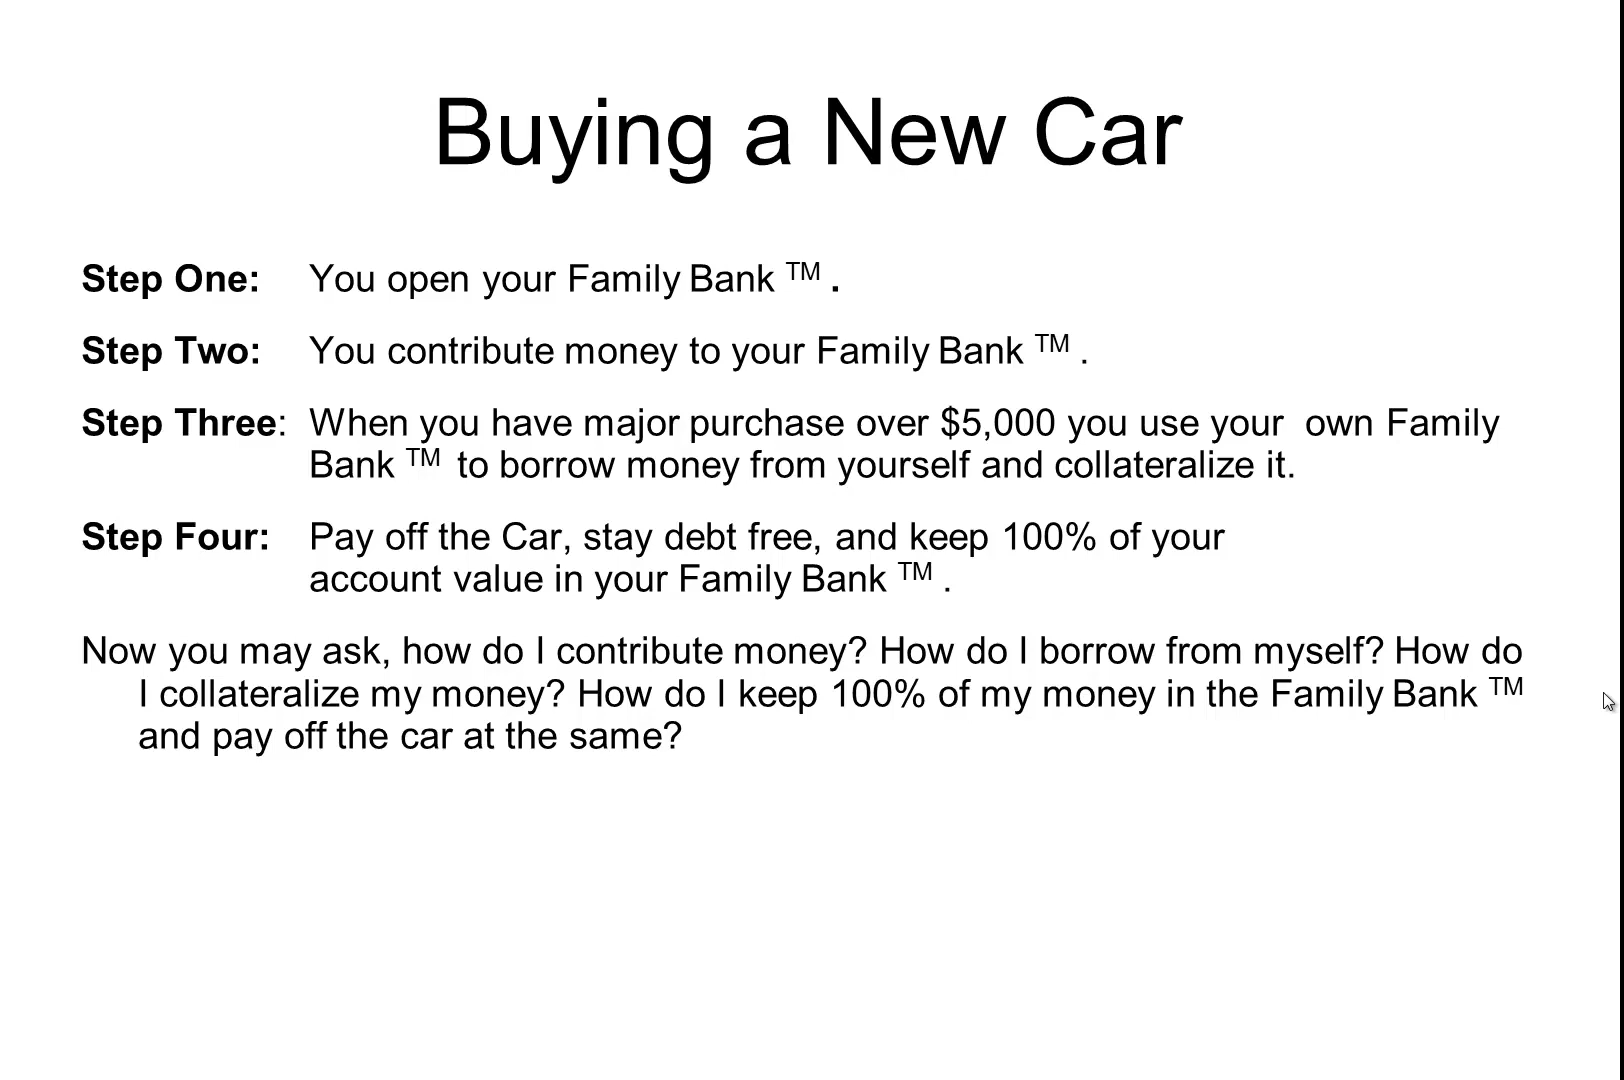 Buying a New Car
Step One: You open your Family Bank TM .
Step Two: You contribute money to your Family Bank TM .
Step Three: When you have major purchase over $5,000 you use your own Family
Bank TM to borrow money from yourself and collateralize it.
Step Four: Pay off the Car, stay debt free, and keep 100% of your
account value in your Family Bank TM .
Now you may ask, how do I contribute money? How do I borrow from myself? How do
I collateralize my money? How do I keep 100% of my money in the Family Bank TM
and pay off the car at the same?